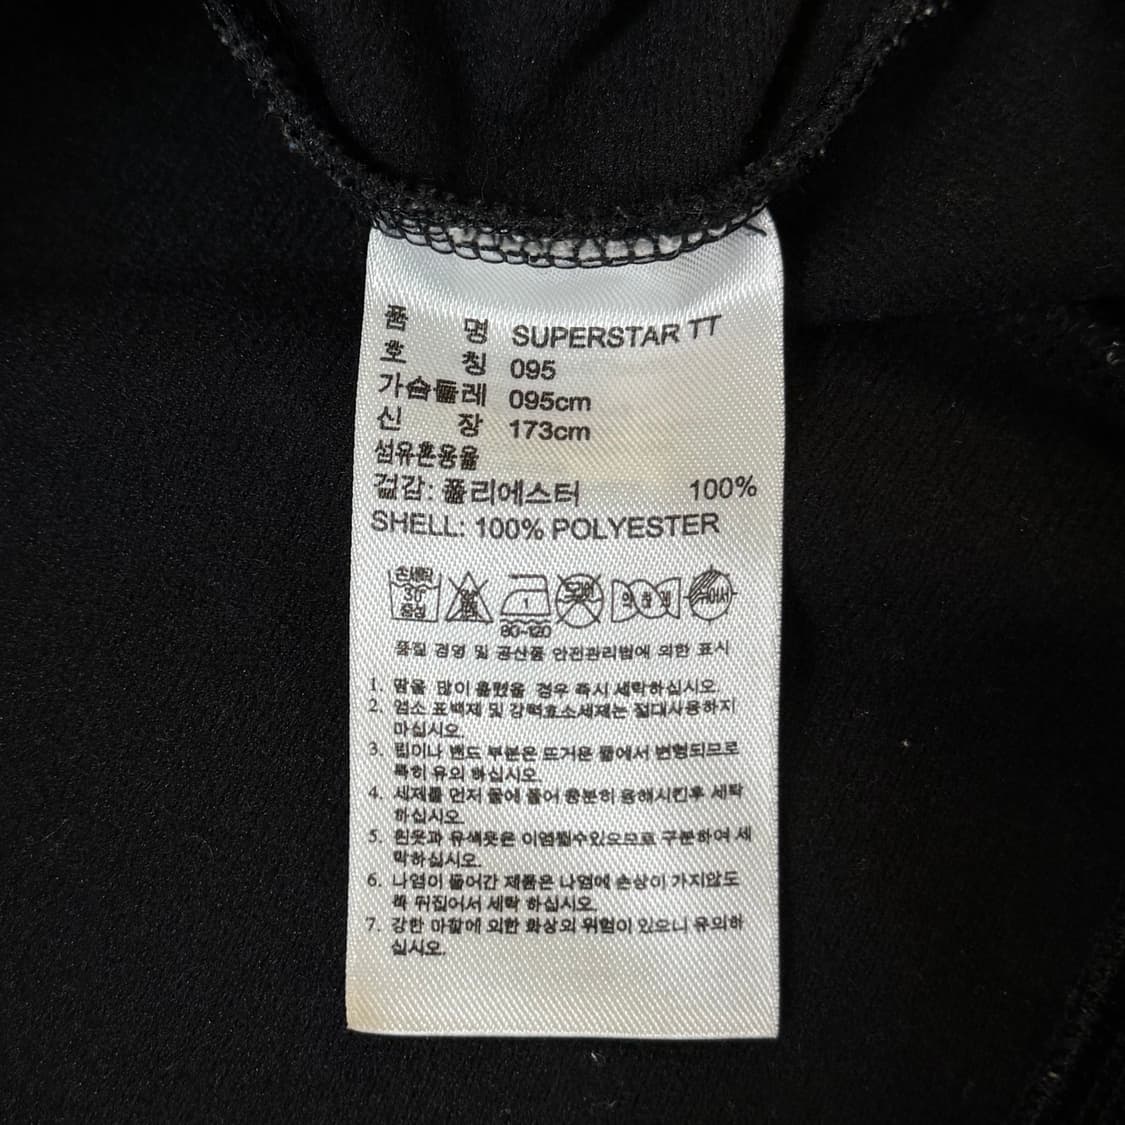 품 명 SUPERSTAR TT
호 칭 095
가슴둘레 095cm
신 장 173cm
섬유혼용율
겉감: 폴리에스터 100%
SHELL: 100% POLYESTER
손세탁
30°
중성
1
80~120
품질 경영 및 공산품 안전관리법에 의한 표시
1. 땀을 많이 흘렸을 경우 즉시 세탁하십시오.
2. 염소 표백제 및 강력효소세제는 절대사용하지
마십시오.
3. 립이나 밴드 부분은 뜨거운 물에서 변형되므로
특히 유의 하십시오.
4. 세제를 먼저 물에 풀어 충분히 용해시킨후 세탁
하십시오.
5. 흰옷과 유색옷은 이염될수있으므로 구분하여 세
탁하십시오.
6. 나염이 들어간 제품은 나염에 손상이 가지않도
록 뒤집어서 세탁 하십시오.
7. 강한 마찰에 의한 화상의 위험이 있으니 유의하
십시오.